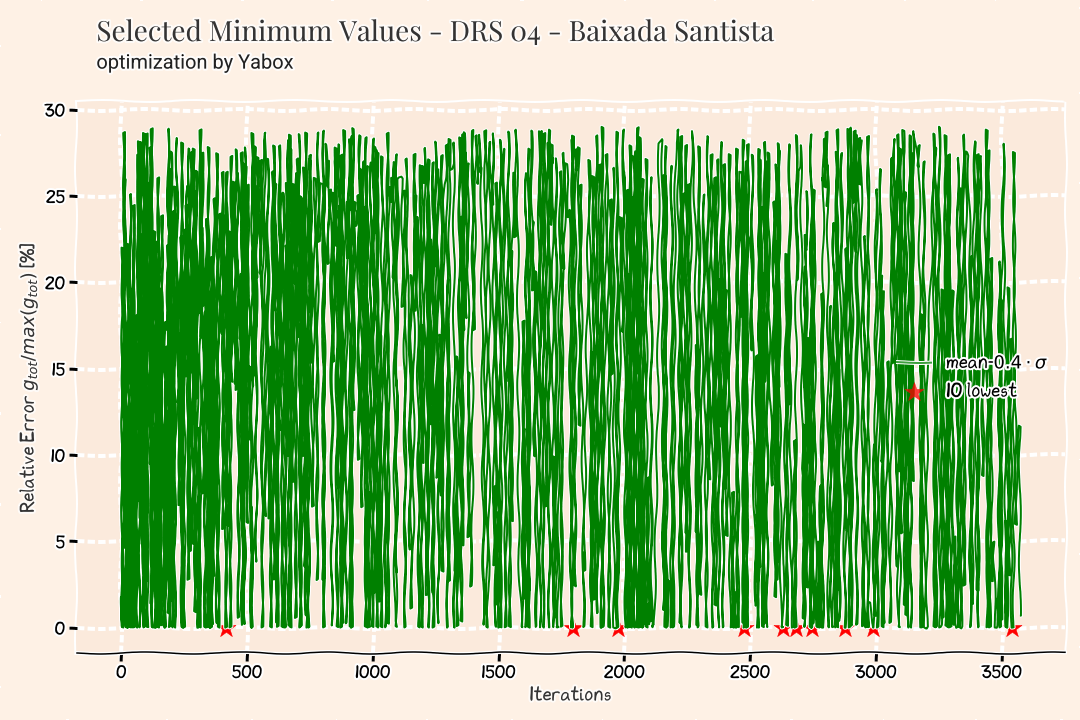 Selected Minimum Values - DRS 04 - Baixada Santista
optimization by Yabox
Relative Error g_tot/max(g_tot) [%]
30
25
20
15
10
5
0
mean-0.4 · σ
10 lowest
0 500 1000 1500 2000 2500 3000 3500
Iterations